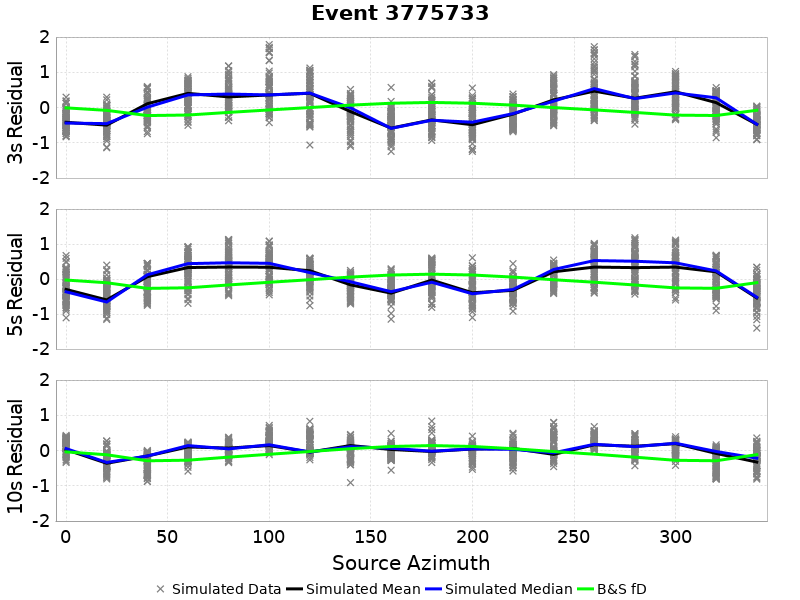 Event 3775733
3s Residual
2
1
0
-1
-2
5s Residual
2
1
0
-1
-2
10s Residual
2
1
0
-1
-2
0 50 100 150 200 250 300
Source Azimuth
Simulated Data Simulated Mean Simulated Median B&S fD